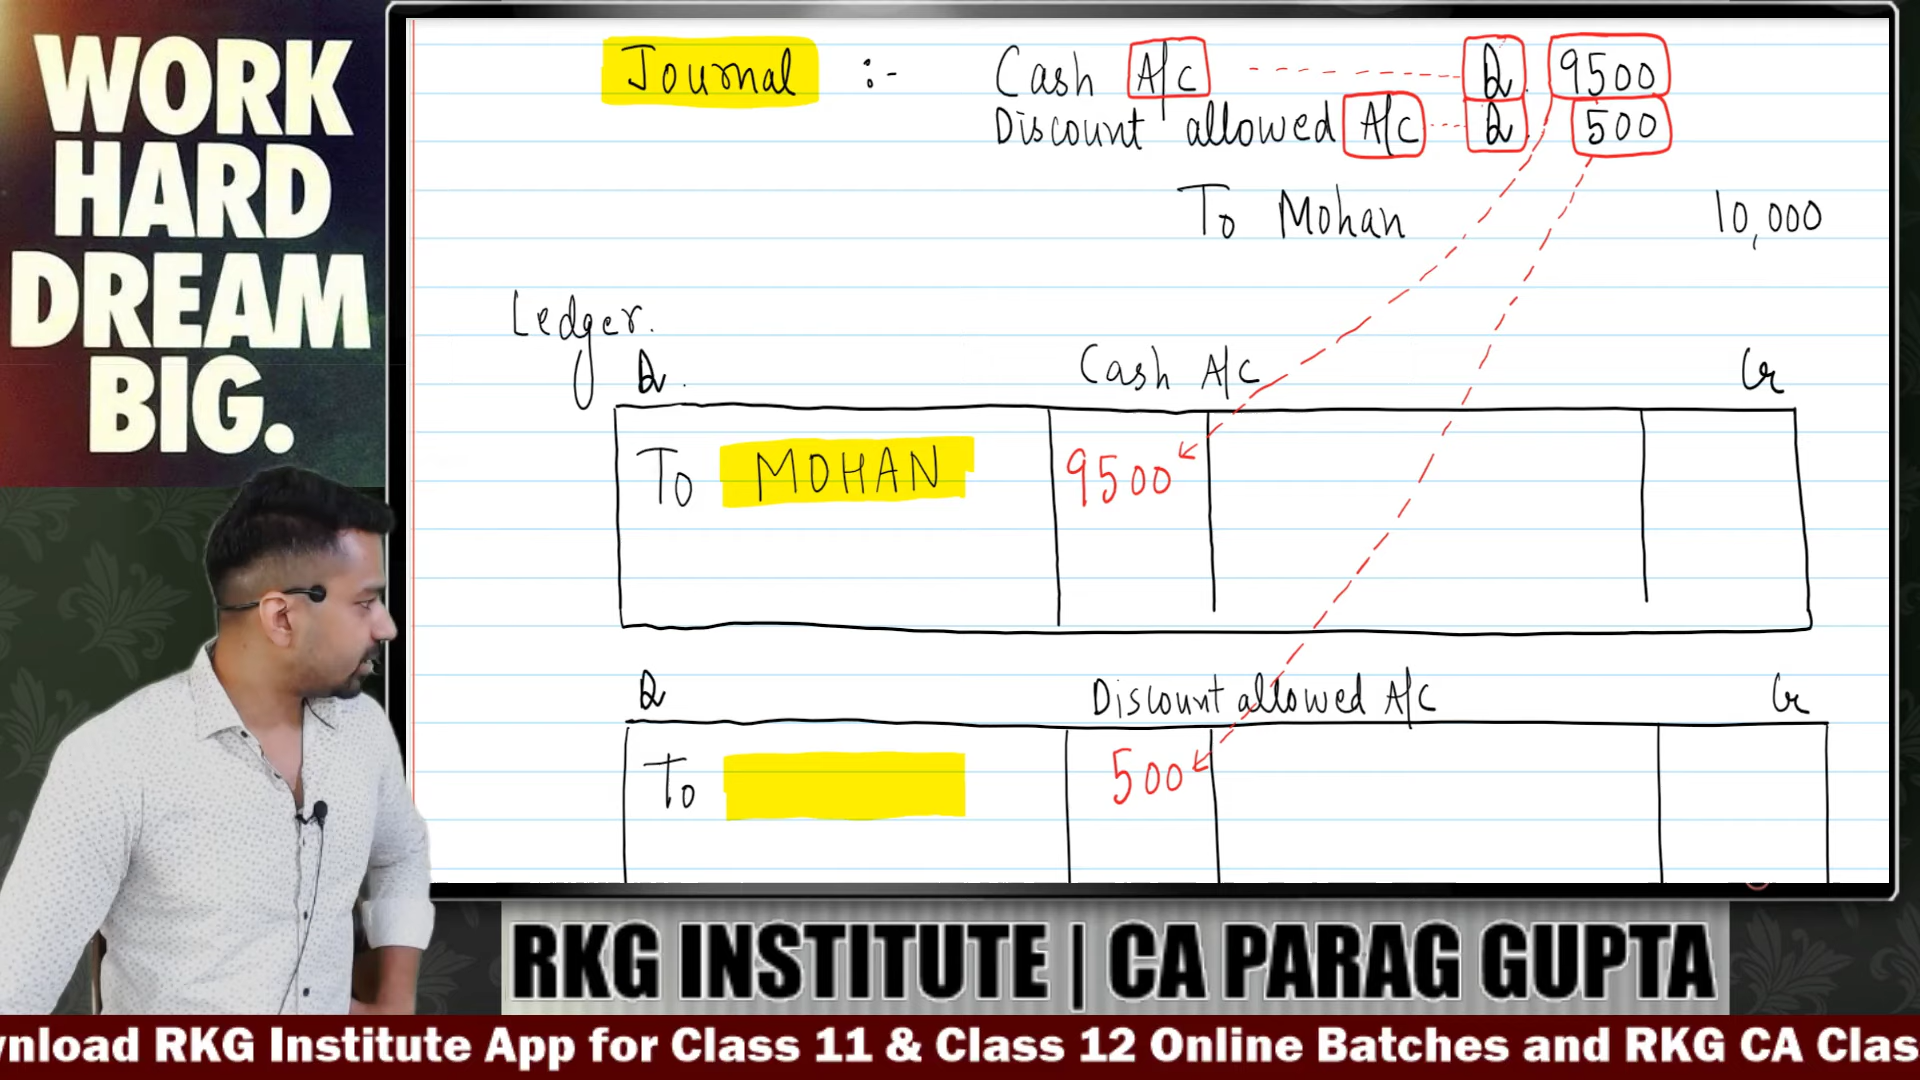 WORK
HARD
DREAM
BIG.
Journal :- Cash A/c Dr. 9500
Discount allowed A/c Dr 500
To Mohan 10,000
Ledger.
Dr. Cash A/c Cr
To MOHAN 9500
Dr Discount allowed A/c Cr
To 500
RKG INSTITUTE | CA PARAG GUPTA
wnload RKG Institute App for Class 11 & Class 12 Online Batches and RKG CA Clas